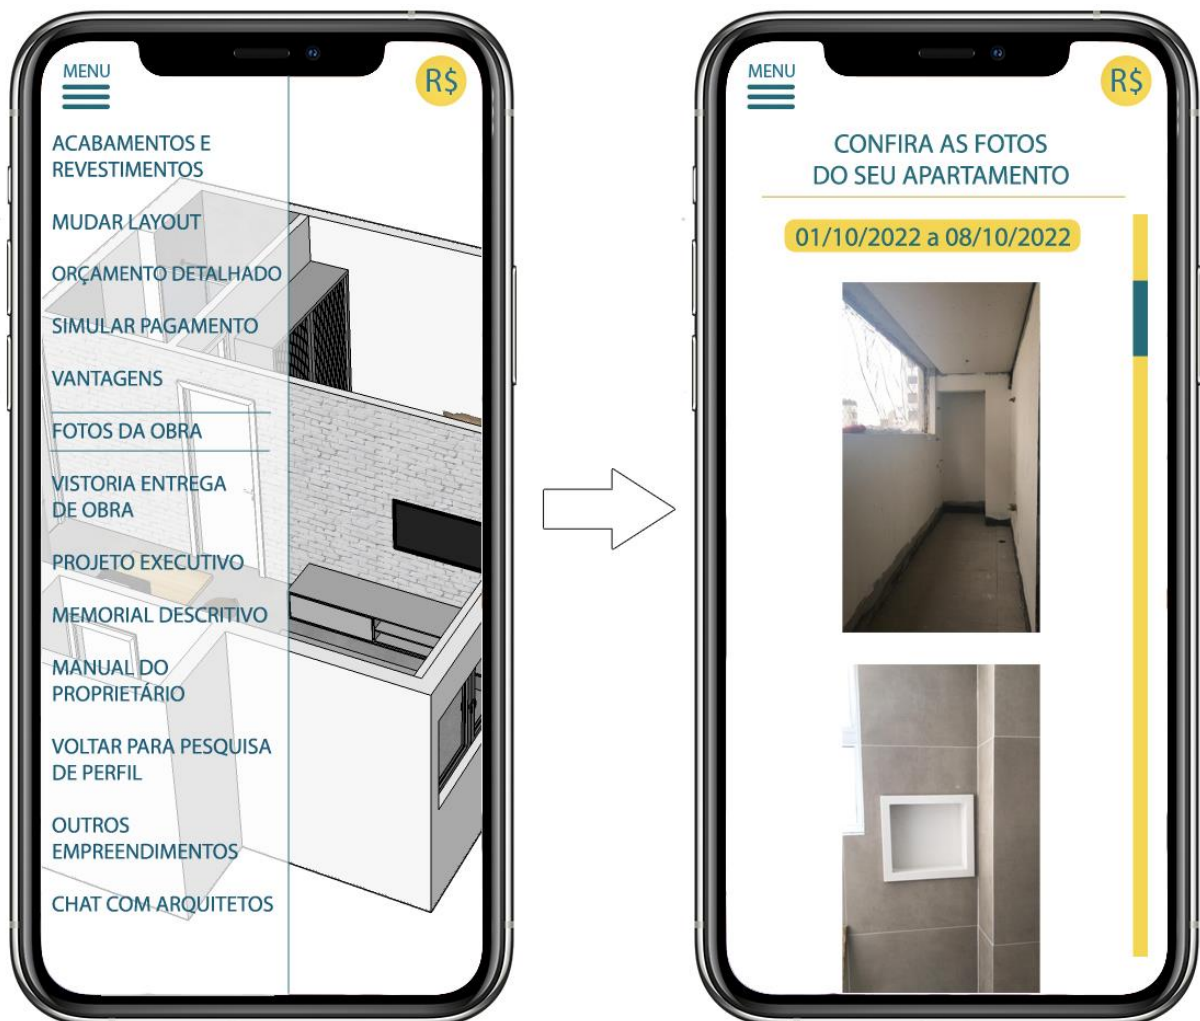 MENU
R$
ACABAMENTOS E
REVESTIMENTOS
MUDAR LAYOUT
ORÇAMENTO DETALHADO
SIMULAR PAGAMENTO
VANTAGENS
FOTOS DA OBRA
VISTORIA ENTREGA
DE OBRA
PROJETO EXECUTIVO
MEMORIAL DESCRITIVO
MANUAL DO
PROPRIETÁRIO
VOLTAR PARA PESQUISA
DE PERFIL
OUTROS
EMPREENDIMENTOS
CHAT COM ARQUITETOS
MENU
R$
CONFIRA AS FOTOS
DO SEU APARTAMENTO
01/10/2022 a 08/10/2022